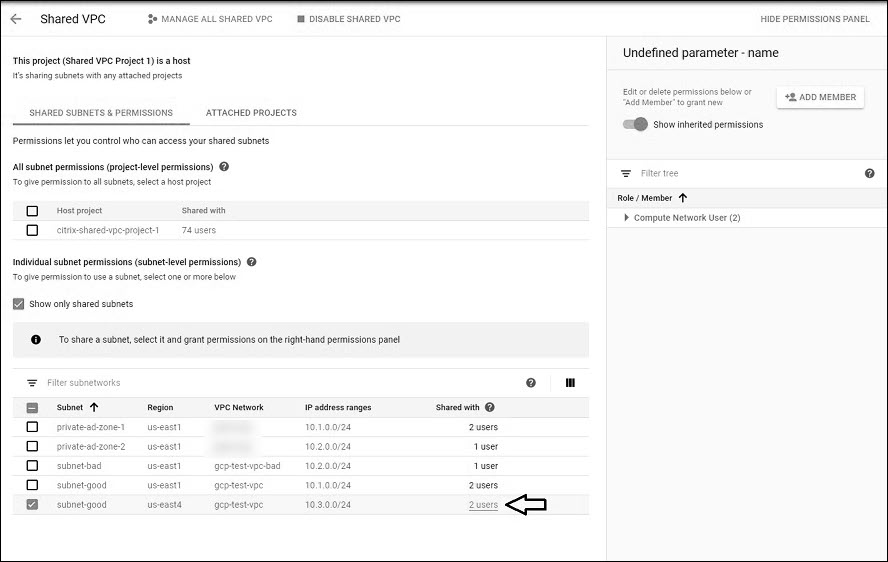 Shared VPC
MANAGE ALL SHARED VPC
DISABLE SHARED VPC
HIDE PERMISSIONS PANEL
This project (Shared VPC Project 1) is a host
It's sharing subnets with any attached projects
SHARED SUBNETS & PERMISSIONS
ATTACHED PROJECTS
Permissions let you control who can access your shared subnets
All subnet permissions (project-level permissions)
To give permission to all subnets, select a host project
Host project Shared with
citrix-shared-vpc-project-1 74 users
Individual subnet permissions (subnet-level permissions)
To give permission to use a subnet, select one or more below
Show only shared subnets
To share a subnet, select it and grant permissions on the right-hand permissions panel
Filter subnetworks
Subnet Region VPC Network IP address ranges Shared with
private-ad-zone-1 us-east1 10.1.0.0/24 2 users
private-ad-zone-2 us-east1 10.2.0.0/24 1 user
subnet-bad us-east1 gcp-test-vpc-bad 10.2.0.0/24 1 user
subnet-good us-east1 gcp-test-vpc 10.1.0.0/24 2 users
subnet-good us-east4 gcp-test-vpc 10.3.0.0/24 2 users
Undefined parameter - name
Edit or delete permissions below or
"Add Member" to grant new
ADD MEMBER
Show inherited permissions
Filter tree
Role / Member
Compute Network User (2)